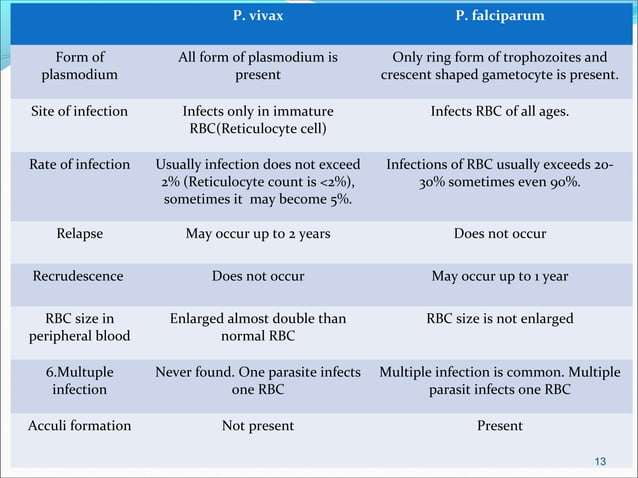 P. vivax P. falciparum
Form of plasmodium
All form of plasmodium is present
Only ring form of trophozoites and crescent shaped gametocyte is present.
Site of infection
Infects only in immature RBC(Reticulocyte cell)
Infects RBC of all ages.
Rate of infection
Usually infection does not exceed 2% (Reticulocyte count is <2%), sometimes it may become 5%.
Infections of RBC usually exceeds 20-30% sometimes even 90%.
Relapse
May occur up to 2 years
Does not occur
Recrudescence
Does not occur
May occur up to 1 year
RBC size in peripheral blood
Enlarged almost double than normal RBC
RBC size is not enlarged
6.Multuple infection
Never found. One parasite infects one RBC
Multiple infection is common. Multiple parasit infects one RBC
Acculi formation
Not present
Present
13